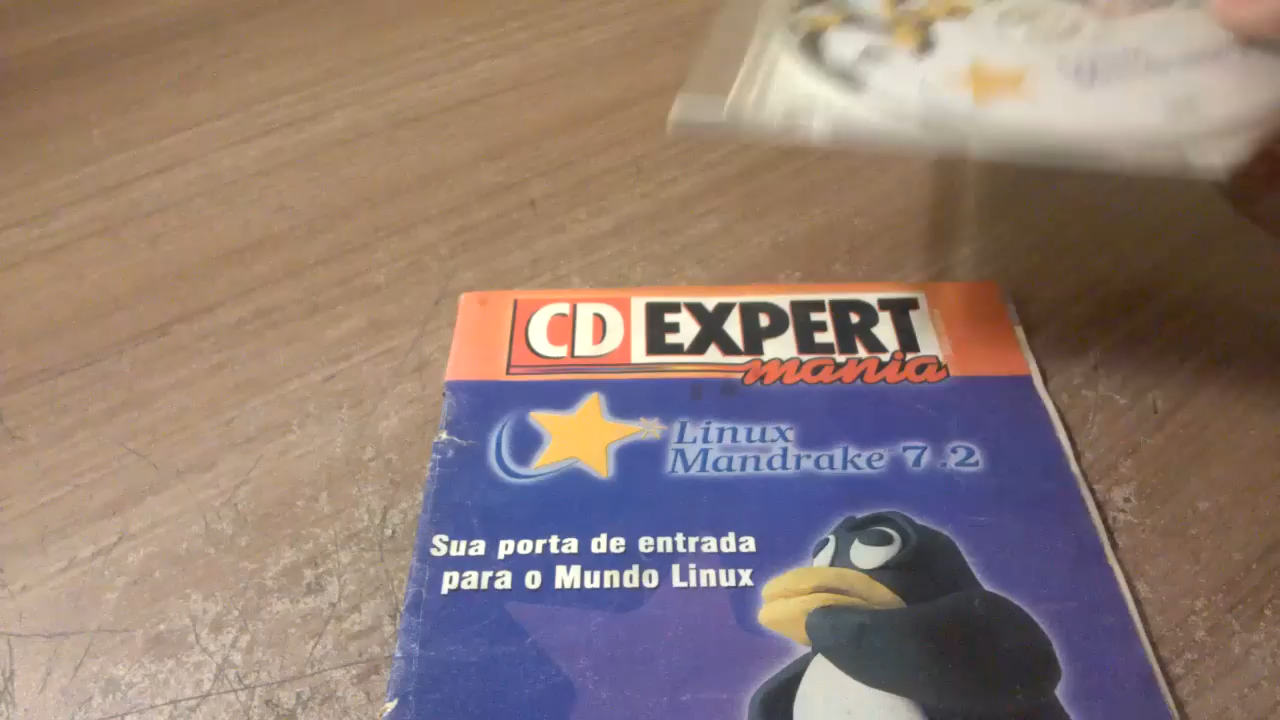 CD EXPERT
mania
Linux
Mandrake 7.2
Sua porta de entrada
para o Mundo Linux